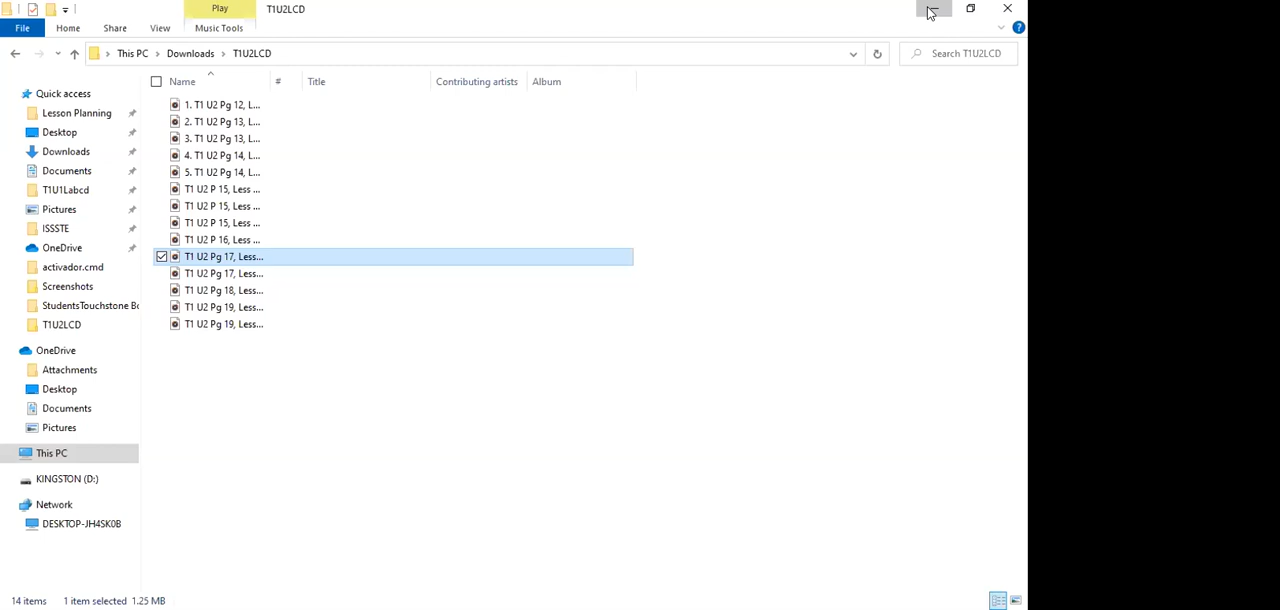 Play T1U2LCD
File Home Share View Music Tools
This PC Downloads T1U2LCD Search T1U2LCD
Name # Title Contributing artists Album
1. T1 U2 Pg 12, L...
2. T1 U2 Pg 13, L...
3. T1 U2 Pg 13, L...
4. T1 U2 Pg 14, L...
5. T1 U2 Pg 14, L...
T1 U2 P 15, Less ...
T1 U2 P 15, Less ...
T1 U2 P 15, Less ...
T1 U2 P 16, Less ...
T1 U2 Pg 17, Less...
T1 U2 Pg 17, Less...
T1 U2 Pg 18, Less...
T1 U2 Pg 19, Less...
T1 U2 Pg 19, Less...
Quick access
Lesson Planning
Desktop
Downloads
Documents
T1U1Labcd
Pictures
ISSSTE
OneDrive
activador.cmd
Screenshots
StudentsTouchstone Bo
T1U2LCD
OneDrive
Attachments
Desktop
Documents
Pictures
This PC
KINGSTON (D:)
Network
DESKTOP-JH4SK0B
14 items 1 item selected 1.25 MB